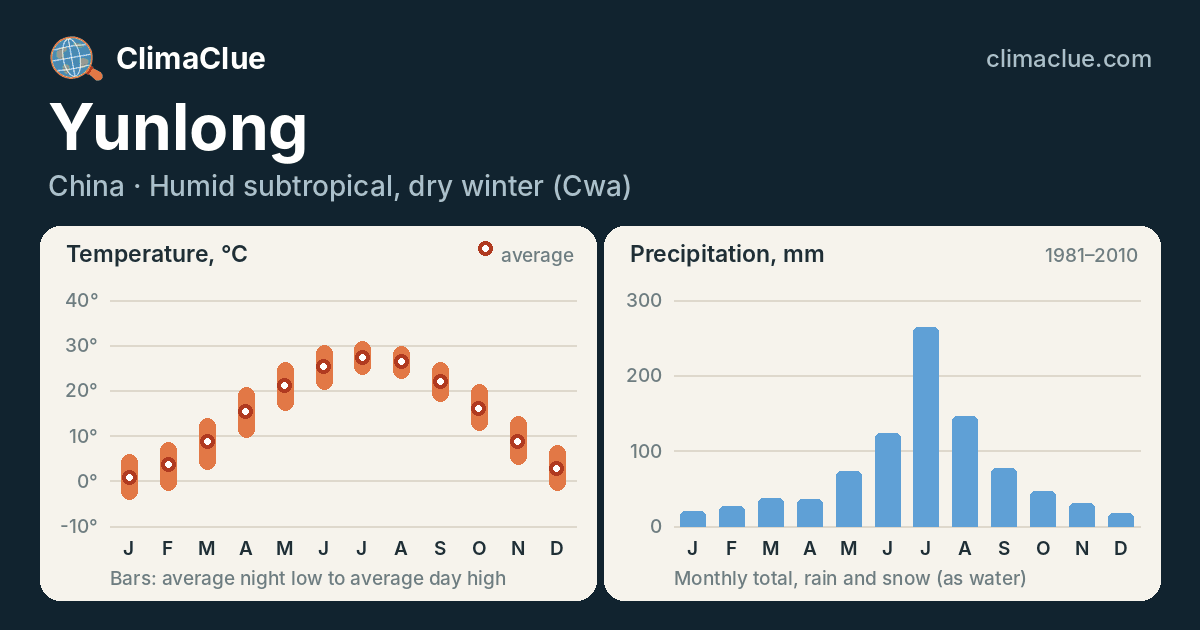 ClimaClue
climaclue.com
Yunlong
China · Humid subtropical, dry winter (Cwa)
Temperature, °C
average
40°
30°
20°
10°
0°
-10°
J F M A M J J A S O N D
Bars: average night low to average day high
Precipitation, mm
1981–2010
300
200
100
0
J F M A M J J A S O N D
Monthly total, rain and snow (as water)